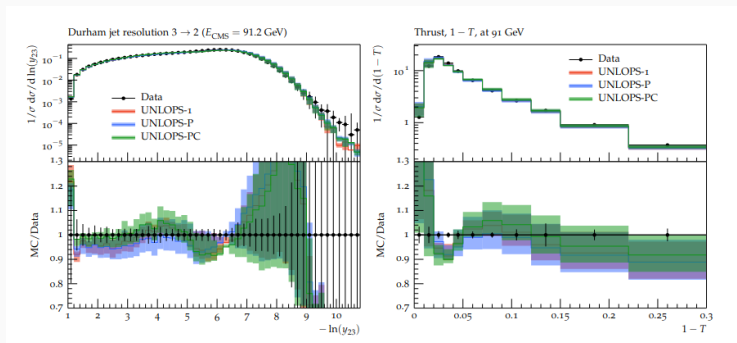 Durham jet resolution 3 → 2 (E_CMS = 91.2 GeV)
1/σ dσ/d ln(y_23)
10^-1
10^-2
10^-3
10^-4
10^-5
Data
UNLOPS-1
UNLOPS-P
UNLOPS-PC
MC/Data
1.3
1.2
1.1
1
0.9
0.8
0.7
1 2 3 4 5 6 7 8 9 10
− ln(y_23)
Thrust, 1 − T, at 91 GeV
1/σ dσ/d(1 − T)
10^1
1
Data
UNLOPS-1
UNLOPS-P
UNLOPS-PC
MC/Data
1.3
1.2
1.1
1
0.9
0.8
0.7
0 0.05 0.1 0.15 0.2 0.25 0.3
1 − T